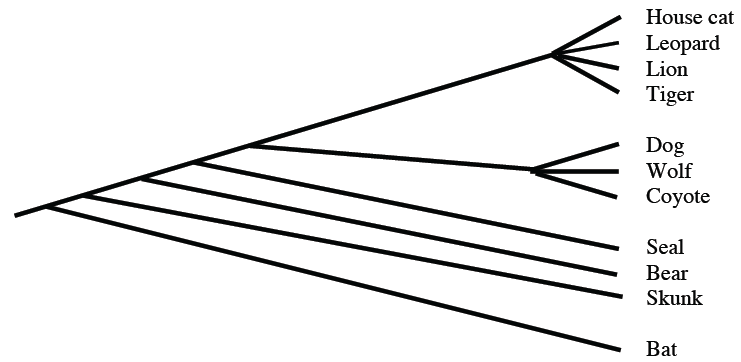 House cat
Leopard
Lion
Tiger
Dog
Wolf
Coyote
Seal
Bear
Skunk
Bat